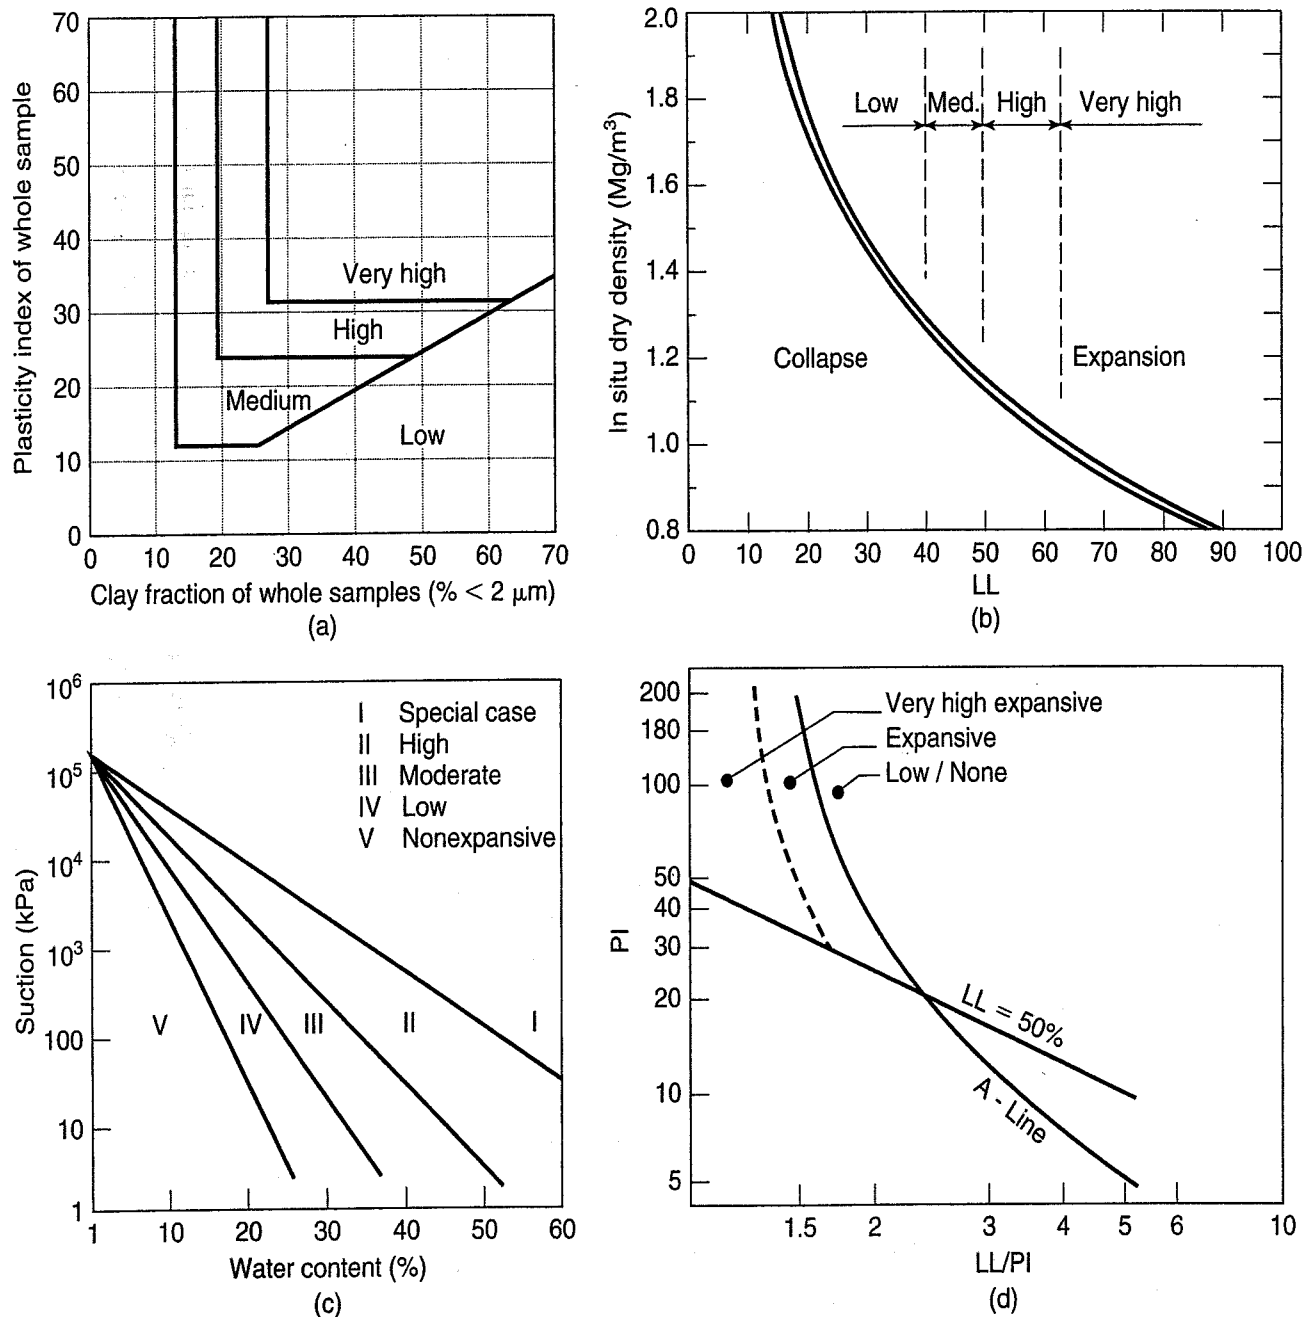 70
60
50
40
30
20
10
0
Plasticity index of whole sample
Very high
High
Medium
Low
0 10 20 30 40 50 60 70
Clay fraction of whole samples (% < 2 μm)
(a)
2.0
1.8
1.6
1.4
1.2
1.0
0.8
In situ dry density (Mg/m³)
Low Med. High Very high
Collapse Expansion
0 10 20 30 40 50 60 70 80 90 100
LL
(b)
10⁶
10⁵
10⁴
10³
100
10
1
Suction (kPa)
I Special case
II High
III Moderate
IV Low
V Nonexpansive
V IV III II I
1 10 20 30 40 50 60
Water content (%)
(c)
200
180
100
50
40
30
20
10
5
PI
Very high expansive
Expansive
Low / None
LL = 50%
A - Line
1.5 2 3 4 5 6 10
LL/PI
(d)